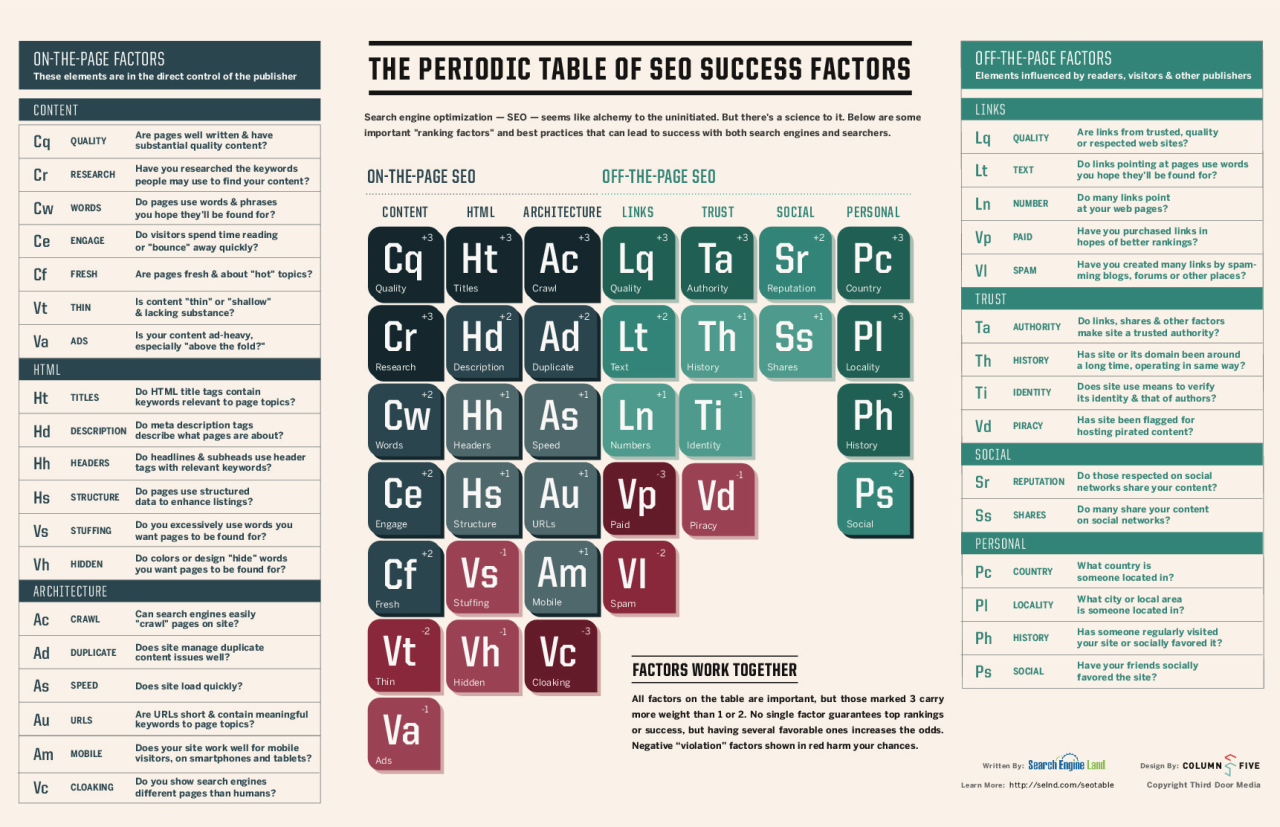 ON-THE-PAGE FACTORS
These elements are in the direct control of the publisher
CONTENT
Cq QUALITY Are pages well written & have
substantial quality content?
Cr RESEARCH Have you researched the keywords
people may use to find your content?
Cw WORDS Do pages use words & phrases
you hope they'll be found for?
Ce ENGAGE Do visitors spend time reading
or "bounce" away quickly?
Cf FRESH Are pages fresh & about "hot" topics?
Vt THIN Is content "thin" or "shallow"
& lacking substance?
Va ADS Is your content ad-heavy,
especially "above the fold?"
HTML
Ht TITLES Do HTML title tags contain
keywords relevant to page topics?
Hd DESCRIPTION Do meta description tags
describe what pages are about?
Hh HEADERS Do headlines & subheads use header
tags with relevant keywords?
Hs STRUCTURE Do pages use structured
data to enhance listings?
Vs STUFFING Do you excessively use words you
want pages to be found for?
Vh HIDDEN Do colors or design "hide" words
you want pages to be found for?
ARCHITECTURE
Ac CRAWL Can search engines easily
"crawl" pages on site?
Ad DUPLICATE Does site manage duplicate
content issues well?
As SPEED Does site load quickly?
Au URLS Are URLs short & contain meaningful
keywords to page topics?
Am MOBILE Does your site work well for mobile
visitors, on smartphones and tablets?
Vc CLOAKING Do you show search engines
different pages than humans?
THE PERIODIC TABLE OF SEO SUCCESS FACTORS
Search engine optimization — SEO — seems like alchemy to the uninitiated. But there's a science to it. Below are some
important "ranking factors" and best practices that can lead to success with both search engines and searchers.
ON-THE-PAGE SEO OFF-THE-PAGE SEO
CONTENT HTML ARCHITECTURE LINKS TRUST SOCIAL PERSONAL
+3 +3 +3 +3 +3 +2 +3
Cq Ht Ac Lq Ta Sr Pc
Quality Titles Crawl Quality Authority Reputation Country
+3 +2 +2 +2 +1 +1 +3
Cr Hd Ad Lt Th Ss Pl
Research Description Duplicate Text History Shares Locality
+2 +1 +1 +1 +1 +3
Cw Hh As Ln Ti Ph
Words Headers Speed Numbers Identity History
+2 +1 +1 -3 -1 +2
Ce Hs Au Vp Vd Ps
Engage Structure URLs Paid Piracy Social
+2 -1 +1 -2
Cf Vs Am Vl
Fresh Stuffing Mobile Spam
-2 -1 -3
Vt Vh Vc
Thin Hidden Cloaking
-1
Va
Ads
FACTORS WORK TOGETHER
All factors on the table are important, but those marked 3 carry
more weight than 1 or 2. No single factor guarantees top rankings
or success, but having several favorable ones increases the odds.
Negative “violation” factors shown in red harm your chances.
OFF-THE-PAGE FACTORS
Elements influenced by readers, visitors & other publishers
LINKS
Lq QUALITY Are links from trusted, quality
or respected web sites?
Lt TEXT Do links pointing at pages use words
you hope they'll be found for?
Ln NUMBER Do many links point
at your web pages?
Vp PAID Have you purchased links in
hopes of better rankings?
Vl SPAM Have you created many links by spam-
ming blogs, forums or other places?
TRUST
Ta AUTHORITY Do links, shares & other factors
make site a trusted authority?
Th HISTORY Has site or its domain been around
a long time, operating in same way?
Ti IDENTITY Does site use means to verify
its identity & that of authors?
Vd PIRACY Has site been flagged for
hosting pirated content?
SOCIAL
Sr REPUTATION Do those respected on social
networks share your content?
Ss SHARES Do many share your content
on social networks?
PERSONAL
Pc COUNTRY What country is
someone located in?
Pl LOCALITY What city or local area
is someone located in?
Ph HISTORY Has someone regularly visited
your site or socially favored it?
Ps SOCIAL Have your friends socially
favored the site?
Written By: Search Engine Land Design By: COLUMN FIVE
Learn More: http://selnd.com/seotable Copyright Third Door Media